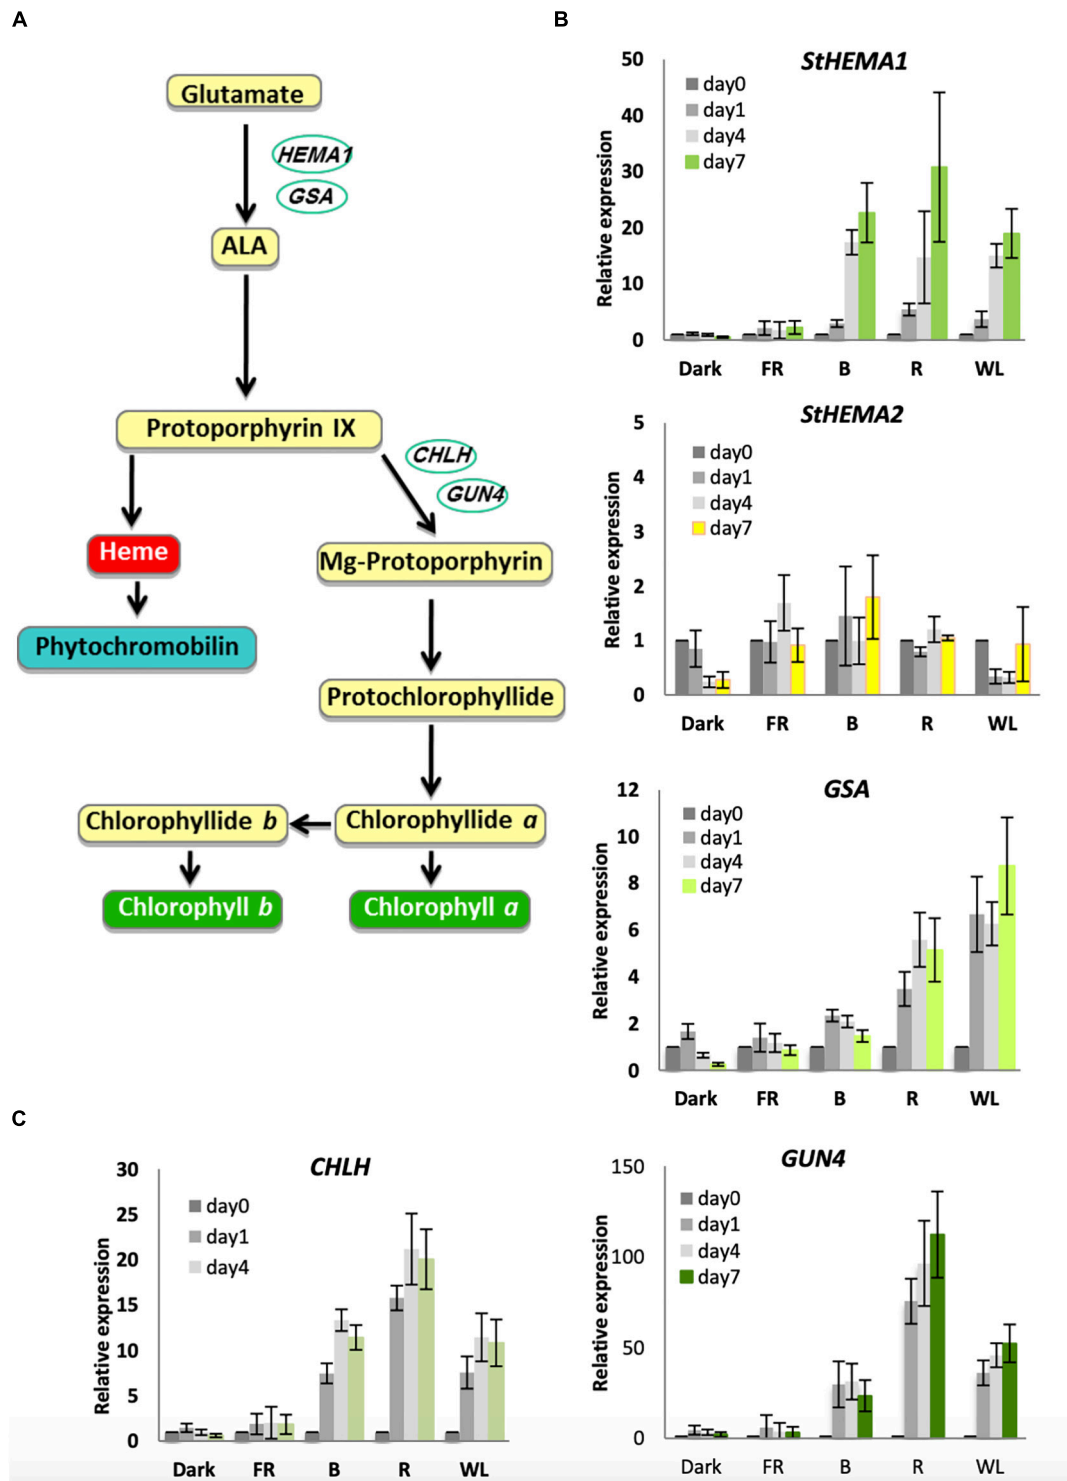 A
Glutamate
HEMA1
GSA
ALA
Protoporphyrin IX
CHLH
GUN4
Heme
Mg-Protoporphyrin
Phytochromobilin
Protochlorophyllide
Chlorophyllide b
Chlorophyllide a
Chlorophyll b
Chlorophyll a
B
StHEMA1
Relative expression
50
40
30
20
10
0
day0
day1
day4
day7
Dark FR B R WL
StHEMA2
Relative expression
5
4
3
2
1
0
day0
day1
day4
day7
Dark FR B R WL
GSA
Relative expression
12
10
8
6
4
2
0
day0
day1
day4
day7
Dark FR B R WL
C
CHLH
Relative expression
30
25
20
15
10
5
0
day0
day1
day4
Dark FR B R WL
GUN4
Relative expression
150
100
50
0
day0
day1
day4
day7
Dark FR B R WL